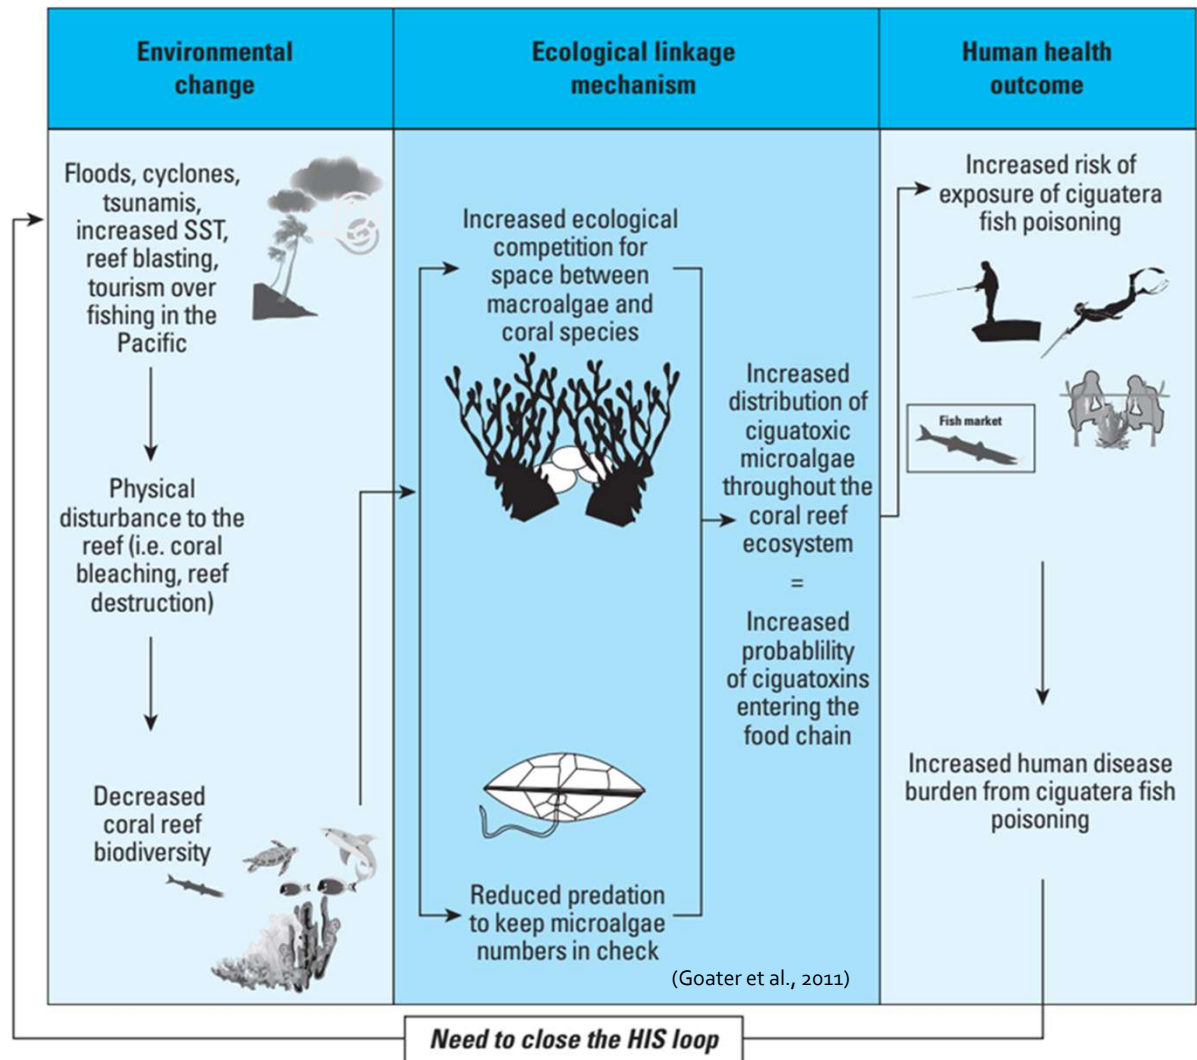 Environmental
change
Ecological linkage
mechanism
Human health
outcome
Floods, cyclones,
tsunamis,
increased SST,
reef blasting,
tourism over
fishing in the
Pacific
Physical
disturbance to the
reef (i.e. coral
bleaching, reef
destruction)
Decreased
coral reef
biodiversity
Increased ecological
competition for
space between
macroalgae and
coral species
Reduced predation
to keep microalgae
numbers in check
Increased
distribution of
ciguatoxic
microalgae
throughout the
coral reef
ecosystem
=
Increased
probablility
of ciguatoxins
entering the
food chain
(Goater et al., 2011)
Increased risk of
exposure of ciguatera
fish poisoning
Fish market
Increased human disease
burden from ciguatera fish
poisoning
Need to close the HIS loop